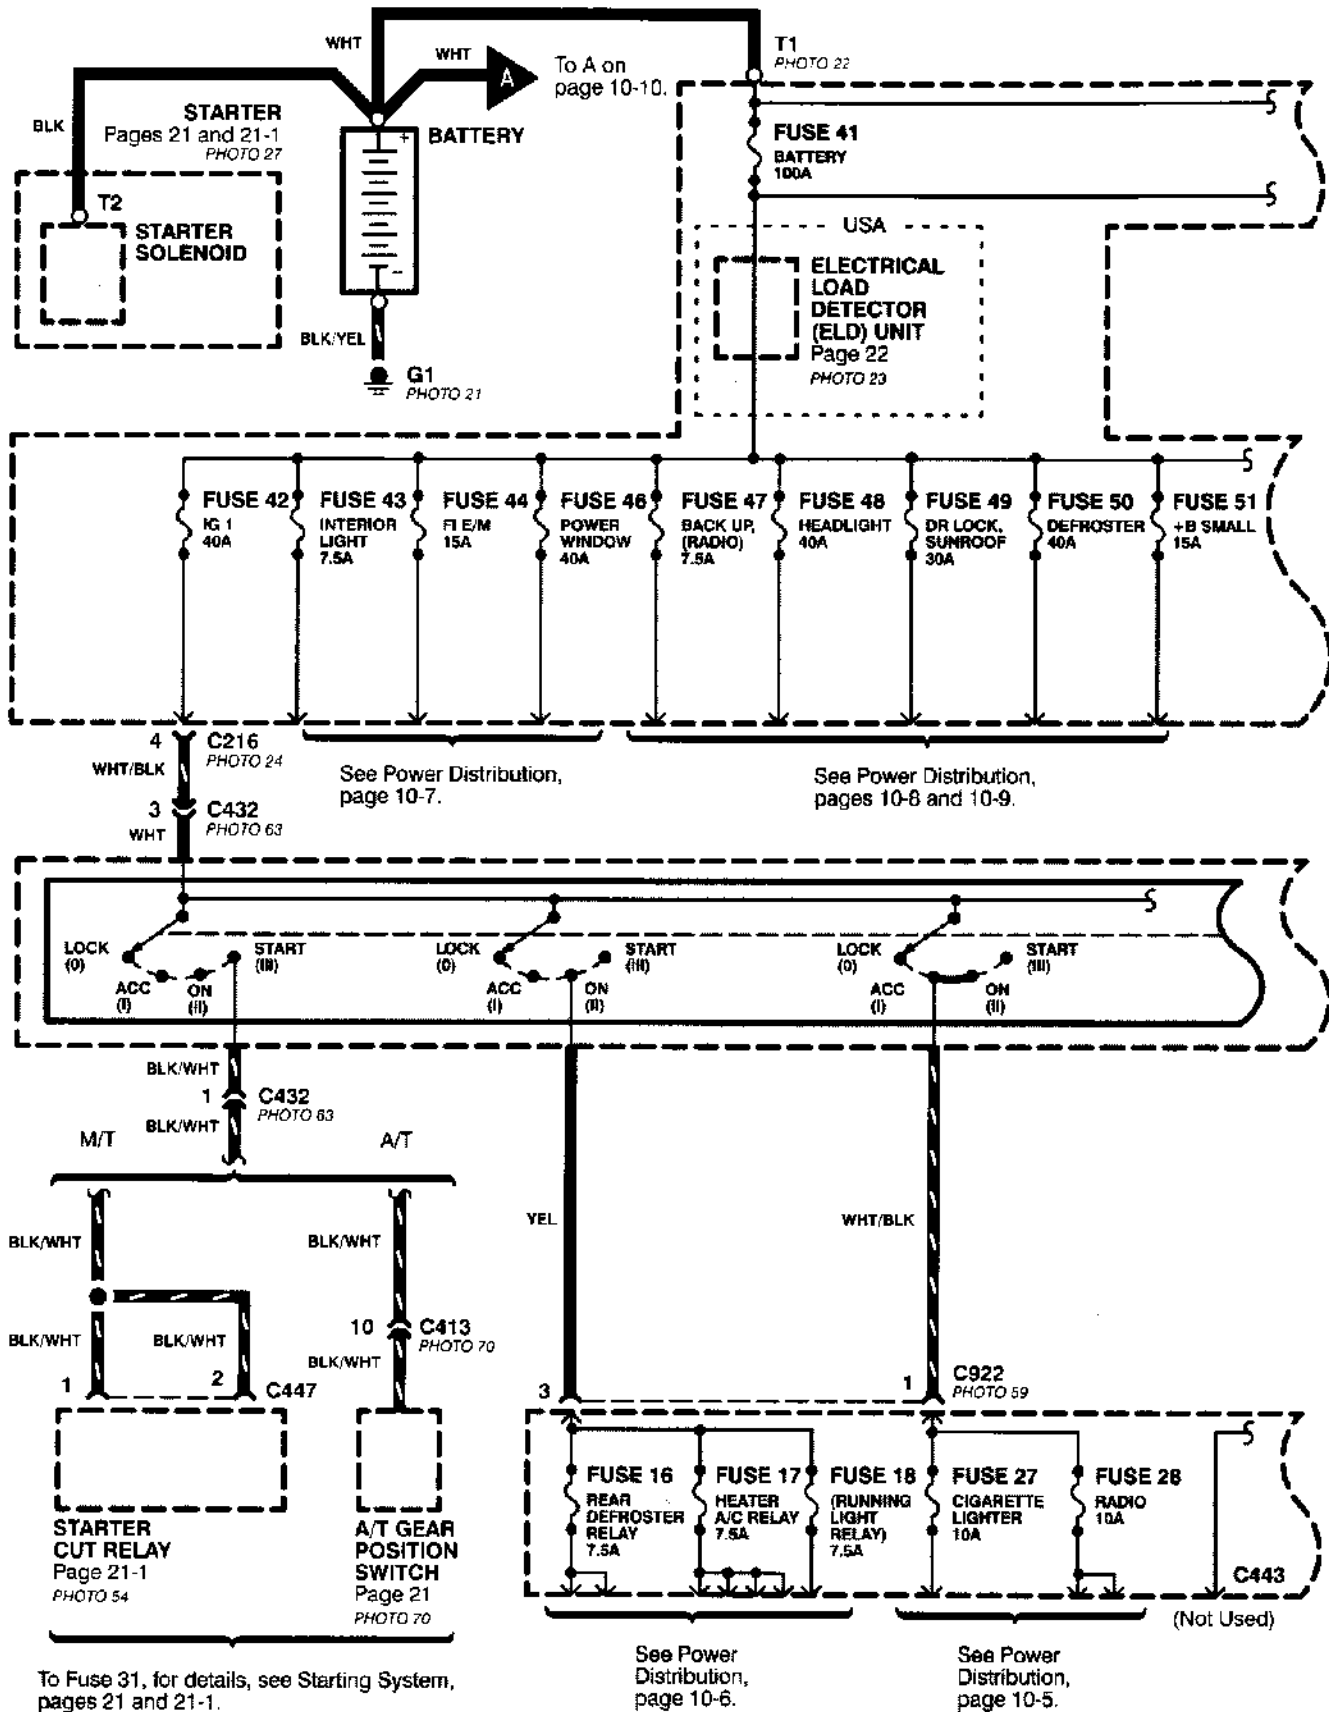 WHT
WHT
A
To A on
page 10-10.
T1
PHOTO 22
BLK
STARTER
Pages 21 and 21-1
PHOTO 27
+
BATTERY
-
T2
STARTER
SOLENOID
BLK/YEL
G1
PHOTO 21
FUSE 41
BATTERY
100A
USA
ELECTRICAL
LOAD
DETECTOR
(ELD) UNIT
Page 22
PHOTO 23
FUSE 42
IG 1
40A
FUSE 43
INTERIOR
LIGHT
7.5A
FUSE 44
FI E/M
15A
FUSE 46
POWER
WINDOW
40A
FUSE 47
BACK UP,
(RADIO)
7.5A
FUSE 48
HEADLIGHT
40A
FUSE 49
DR LOCK,
SUNROOF
30A
FUSE 50
DEFROSTER
40A
FUSE 51
+B SMALL
15A
4
C216
PHOTO 24
WHT/BLK
3
C432
PHOTO 63
WHT
See Power Distribution,
page 10-7.
See Power Distribution,
pages 10-8 and 10-9.
LOCK
(0)
ACC
(I)
ON
(II)
START
(III)
LOCK
(0)
ACC
(I)
ON
(II)
START
(III)
LOCK
(0)
ACC
(I)
ON
(II)
START
(III)
BLK/WHT
1
C432
PHOTO 63
BLK/WHT
M/T
A/T
BLK/WHT
BLK/WHT
YEL
WHT/BLK
BLK/WHT
BLK/WHT
10
C413
PHOTO 70
BLK/WHT
1
2
C447
3
1
C922
PHOTO 59
STARTER
CUT RELAY
Page 21-1
PHOTO 54
A/T GEAR
POSITION
SWITCH
Page 21
PHOTO 70
FUSE 16
REAR
DEFROSTER
RELAY
7.5A
FUSE 17
HEATER
A/C RELAY
7.5A
FUSE 18
(RUNNING
LIGHT
RELAY)
7.5A
FUSE 27
CIGARETTE
LIGHTER
10A
FUSE 28
RADIO
10A
C443
(Not Used)
To Fuse 31, for details, see Starting System,
pages 21 and 21-1.
See Power
Distribution,
page 10-6.
See Power
Distribution,
page 10-5.